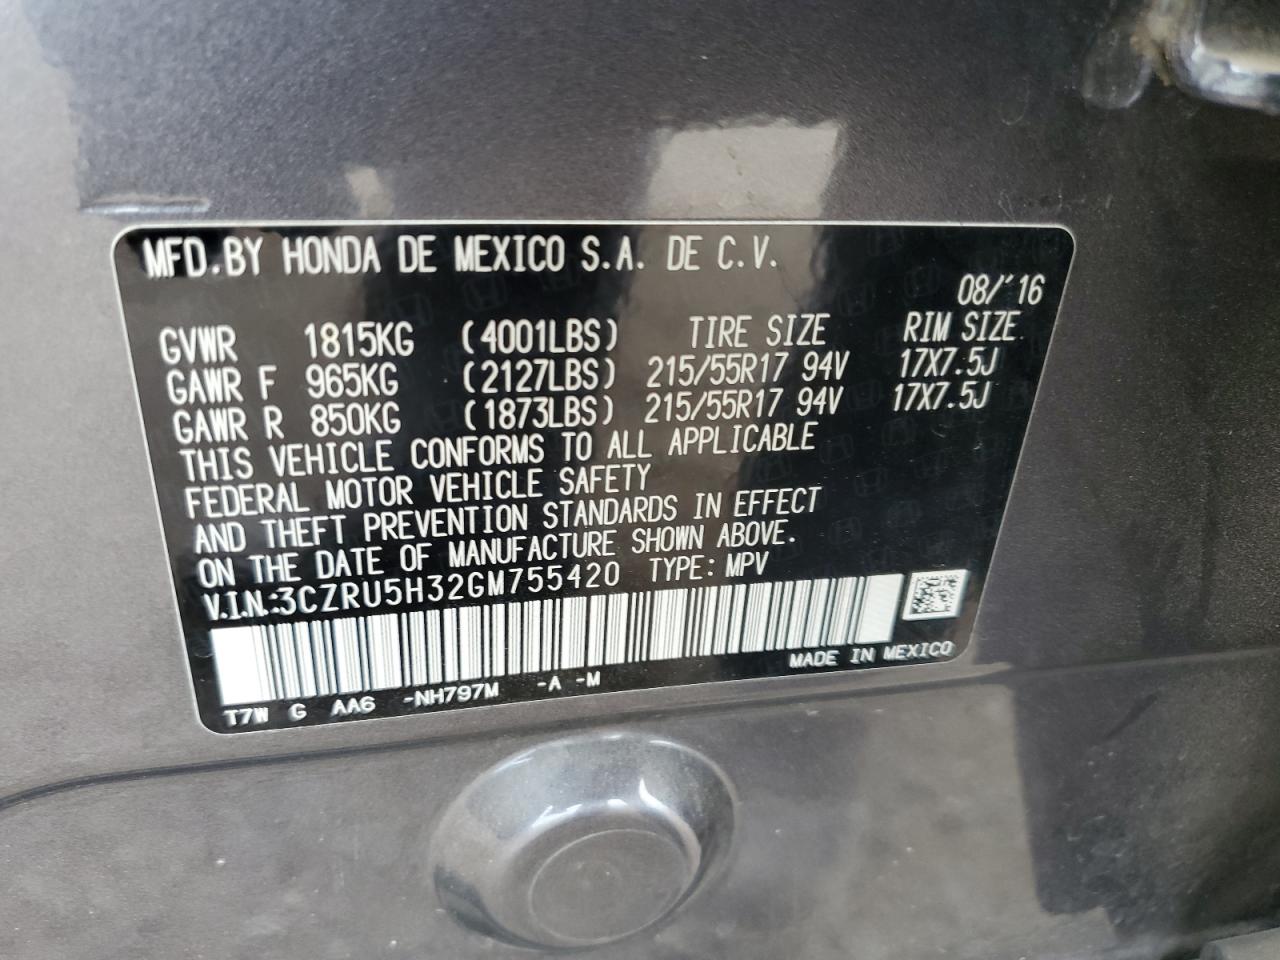 MFD.BY HONDA DE MEXICO S.A. DE C.V.
08/'16
GVWR 1815KG (4001LBS) TIRE SIZE RIM SIZE
GAWR F 965KG (2127LBS) 215/55R17 94V 17X7.5J
GAWR R 850KG (1873LBS) 215/55R17 94V 17X7.5J
THIS VEHICLE CONFORMS TO ALL APPLICABLE
FEDERAL MOTOR VEHICLE SAFETY
AND THEFT PREVENTION STANDARDS IN EFFECT
ON THE DATE OF MANUFACTURE SHOWN ABOVE.
V.I.N.:3CZRU5H32GM755420 TYPE: MPV
MADE IN MEXICO
T7W G AA6 -NH797M -A -M